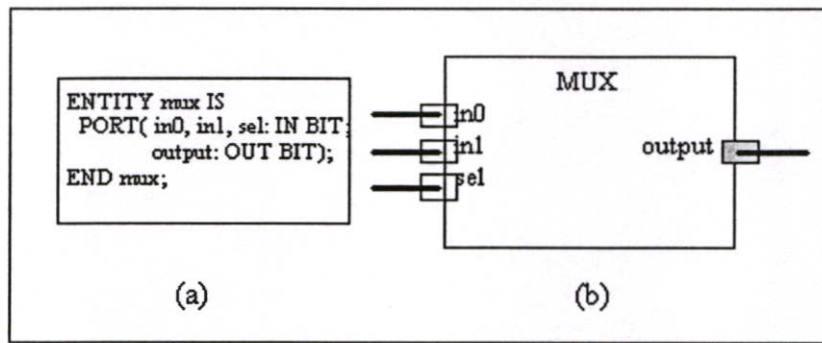 ENTITY mux IS
PORT( in0, in1, sel: IN BIT;
output: OUT BIT);
END mux;
MUX
in0
in1
sel
output
(a)
(b)